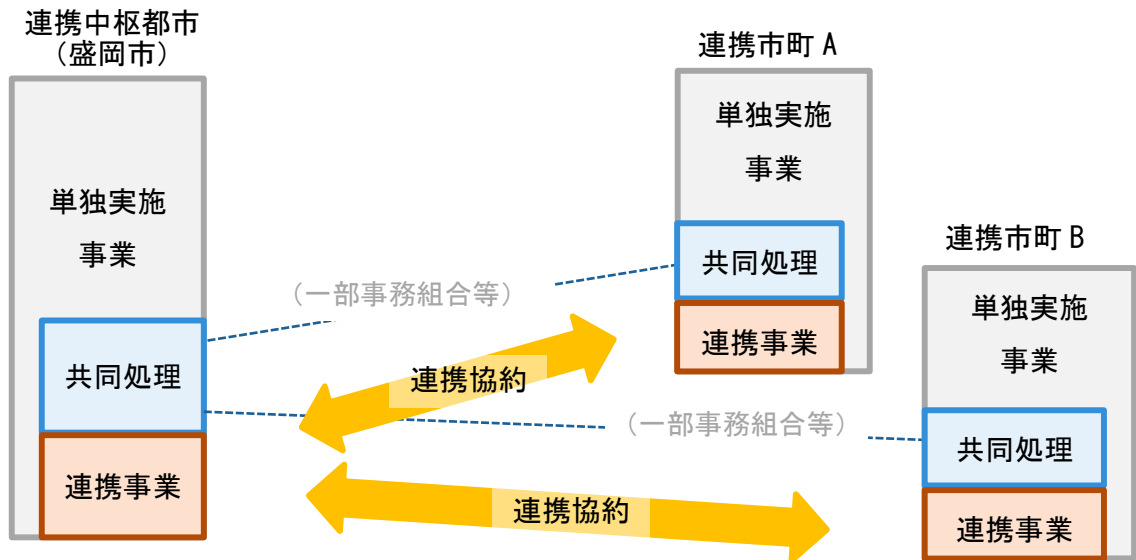 連携中枢都市
（盛岡市）
単独実施
事業
共同処理
連携事業
（一部事務組合等）
連携協約
（一部事務組合等）
連携協約
連携市町 A
単独実施
事業
共同処理
連携事業
連携市町 B
単独実施
事業
共同処理
連携事業